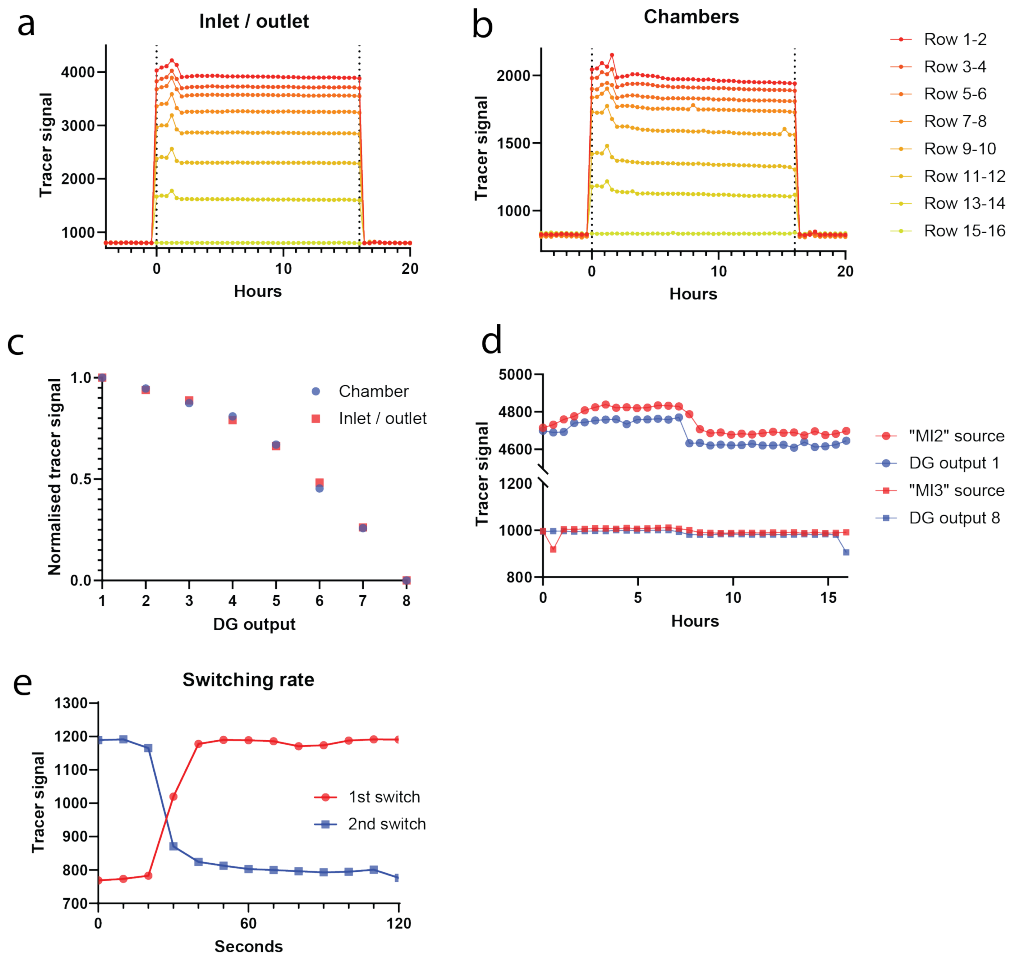 a
Inlet / outlet
Tracer signal
4000
3000
2000
1000
0
10
20
Hours
b
Chambers
Tracer signal
2000
1500
1000
0
10
20
Hours
Row 1-2
Row 3-4
Row 5-6
Row 7-8
Row 9-10
Row 11-12
Row 13-14
Row 15-16
c
Normalised tracer signal
1.0
0.5
0.0
1 2 3 4 5 6 7 8
DG output
Chamber
Inlet / outlet
d
Tracer signal
5000
4800
4600
1200
1000
800
0 5 10 15
Hours
"MI2" source
DG output 1
"MI3" source
DG output 8
e
Switching rate
Tracer signal
1300
1200
1100
1000
900
800
700
0 60 120
Seconds
1st switch
2nd switch